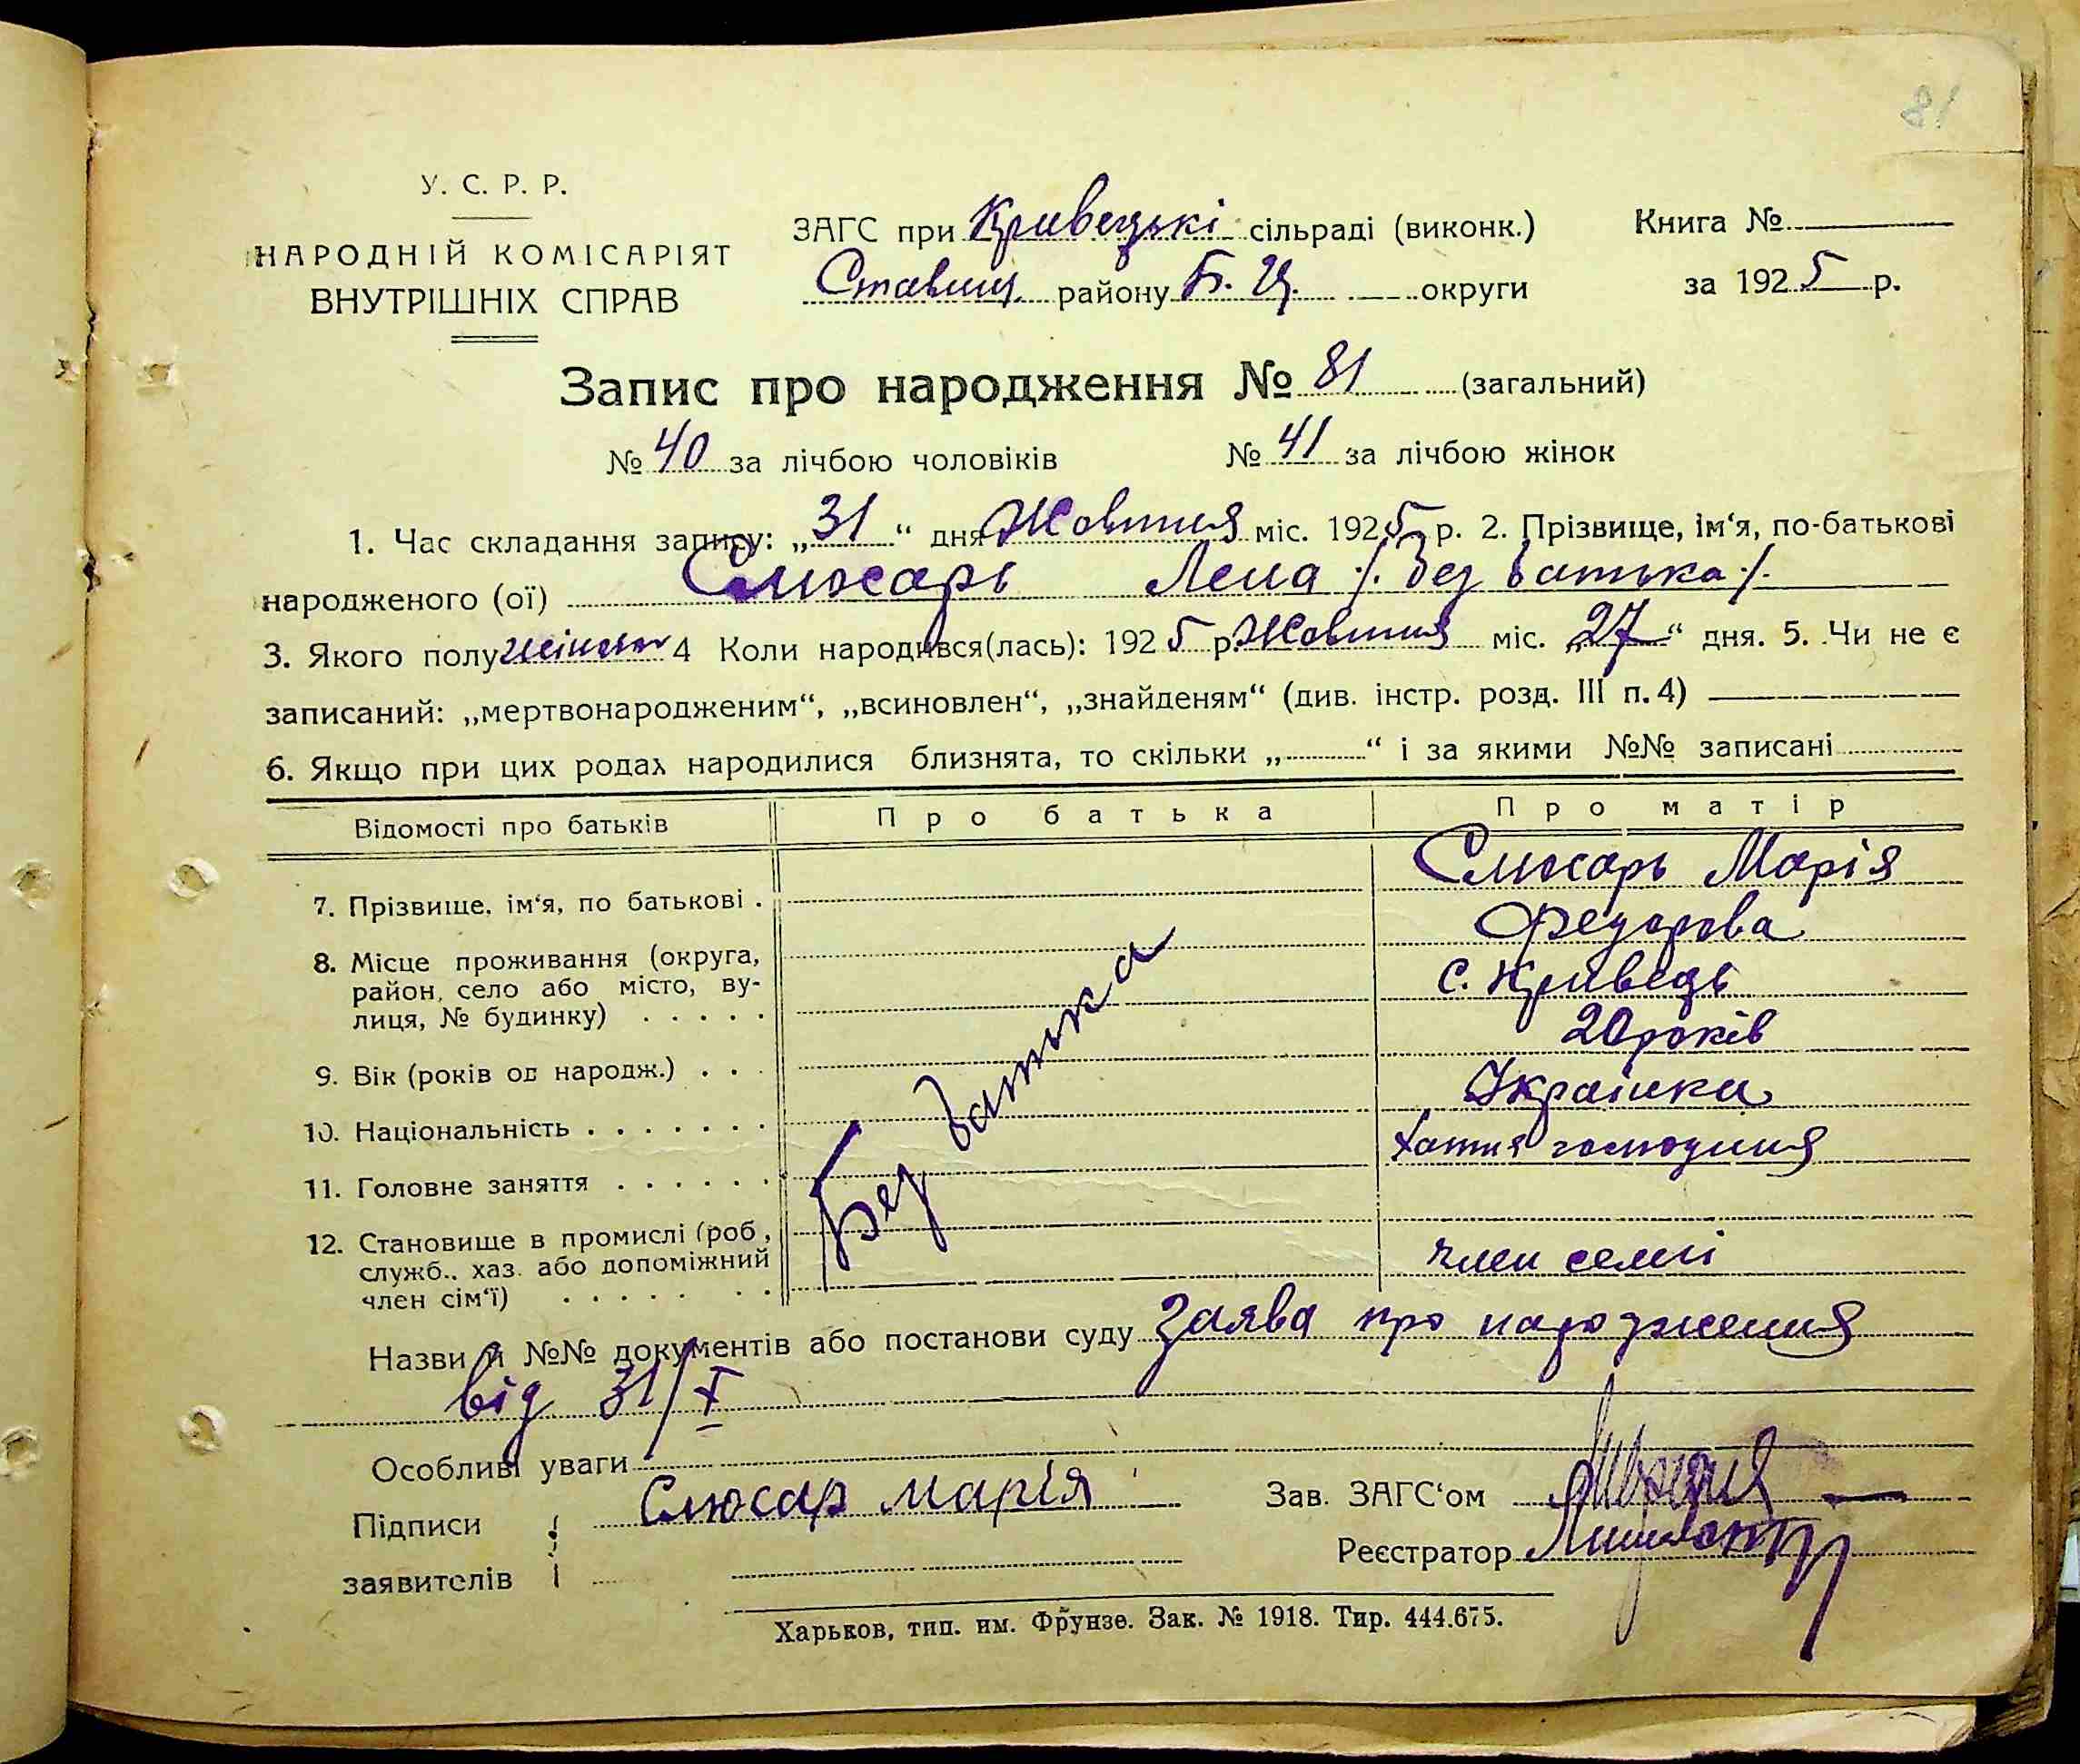 81
У. С. Р. Р.
НАРОДНІЙ КОМІСАРІЯТ
ВНУТРІШНІХ СПРАВ
ЗАГС при Кривецькі сільраді (виконк.)
Ставищ. району Б. Ц. округи
Книга №
за 1925 р.
Запис про народження № 81 (загальний)
№ 40 за лічбою чоловіків № 41 за лічбою жінок
1. Час складання запису: „31“ дня Жовтня міс. 1925 р. 2. Прізвище, ім‘я, по-батькові
народженого (ої) Слюсарь Лена ·/. без батька ·/.
3. Якого полу жіночо 4 Коли народився(лась): 1925 р. Жовтня міс. „27“ дня. 5. Чи не є
записаний: „мертвонародженим“, „всиновлен“, „знайденям“ (див. інстр. розд. III п. 4)
6. Якщо при цих родах народилися близнята, то скільки „ “ і за якими №№ записані
Відомості про батьків Про батька Про матір
7. Прізвище, ім‘я, по батькові . Слюсарь Марія
Федорова
8. Місце проживання (округа,
район, село або місто, ву-
лиця, № будинку) . . . . .
с. Кривець
9. Вік (років од народж.) . . . 20 років
10. Національність . . . . . . . Українка
11. Головне заняття . . . . . . Хатня господиня
12. Становище в промислі (роб.,
служб., хаз. або допоміжний
член сім‘ї) . . . . . . .
член семії
Без батька
Назви й №№ документів або постанови суду Заява про народження
від 31/X
Особливі уваги
Підписи
заявителів
Слюсар Марія
Зав. ЗАГС‘ом
Реєстратор
Харьков, тип. им. Фрунзе. Зак. № 1918. Тир. 444.675.